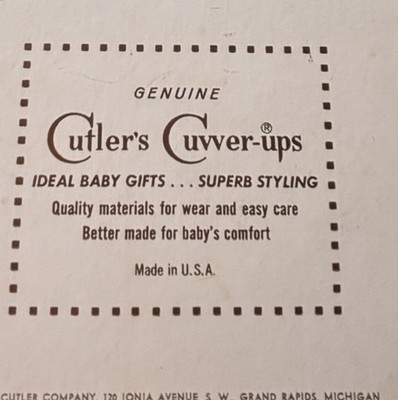 GENUINE
Cutler's Cuvver-ups®
IDEAL BABY GIFTS . . . SUPERB STYLING
Quality materials for wear and easy care
Better made for baby's comfort
Made in U.S.A.
CUTLER COMPANY, 120 IONIA AVENUE, S. W., GRAND RAPIDS, MICHIGAN